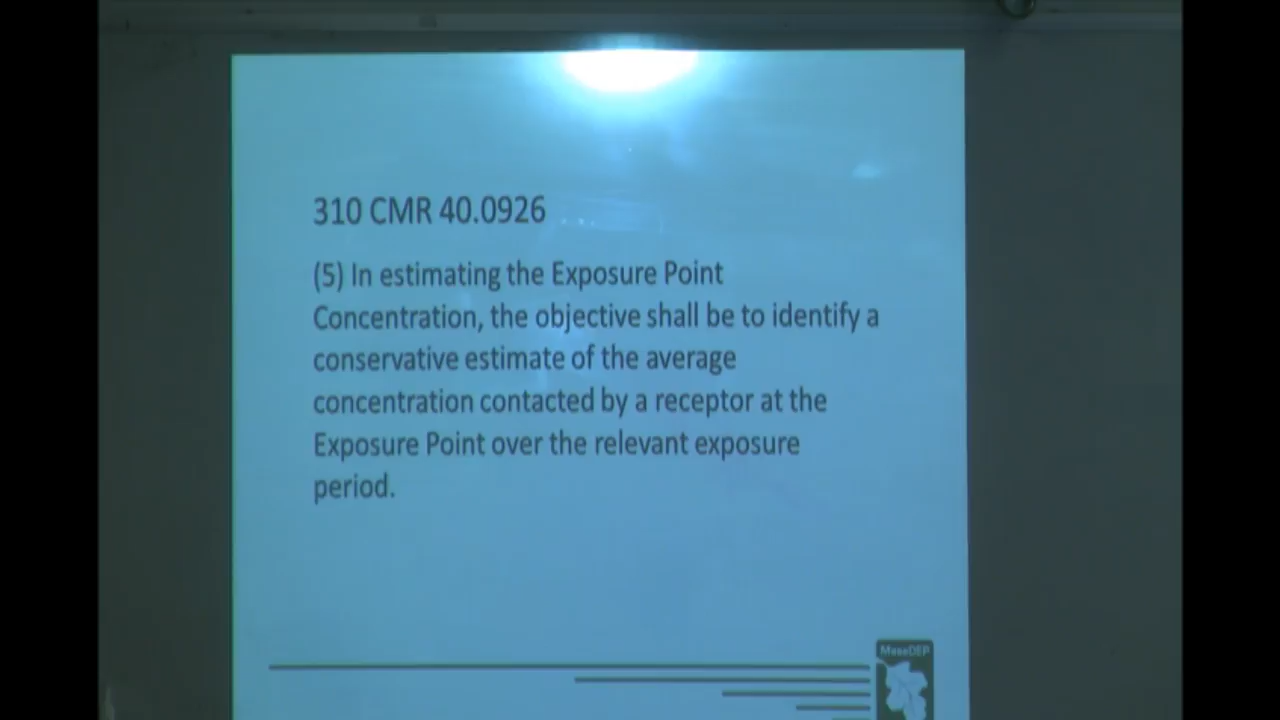 310 CMR 40.0926
(5) In estimating the Exposure Point
Concentration, the objective shall be to identify a
conservative estimate of the average
concentration contacted by a receptor at the
Exposure Point over the relevant exposure
period.
MassDEP